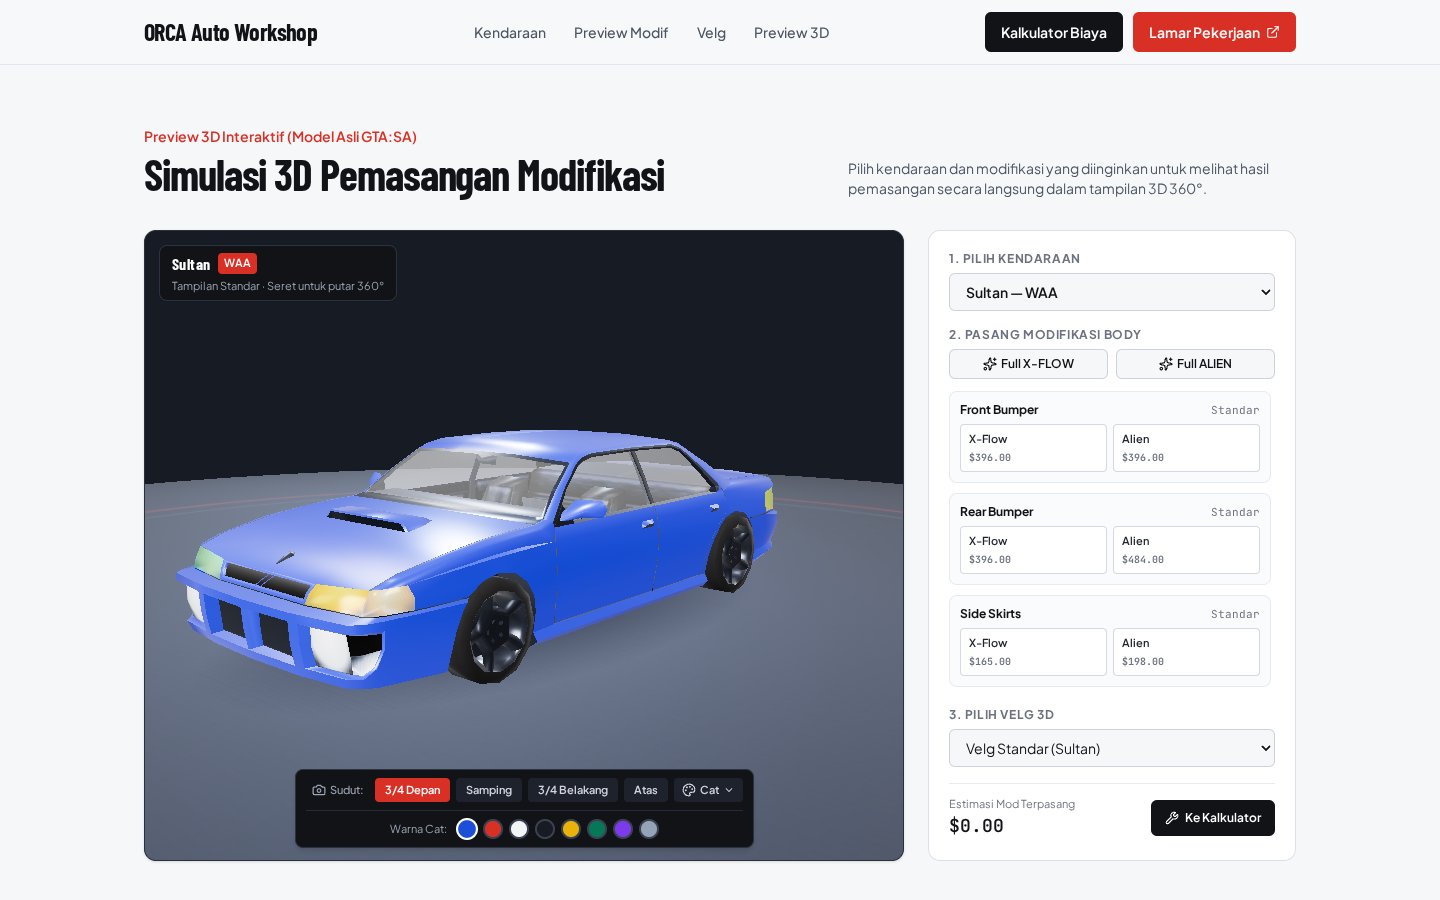 ORCA Auto Workshop
Kendaraan
Preview Modif
Velg
Preview 3D
Kalkulator Biaya
Lamar Pekerjaan
Preview 3D Interaktif (Model Asli GTA:SA)
Simulasi 3D Pemasangan Modifikasi
Pilih kendaraan dan modifikasi yang diinginkan untuk melihat hasil
pemasangan secara langsung dalam tampilan 3D 360°.
Sultan WAA
Tampilan Standar · Seret untuk putar 360°
Sudut: 3/4 Depan Samping 3/4 Belakang Atas Cat
Warna Cat:
1. PILIH KENDARAAN
Sultan — WAA
2. PASANG MODIFIKASI BODY
Full X-FLOW
Full ALIEN
Front Bumper Standar
X-Flow
$396.00
Alien
$396.00
Rear Bumper Standar
X-Flow
$396.00
Alien
$484.00
Side Skirts Standar
X-Flow
$165.00
Alien
$198.00
3. PILIH VELG 3D
Velg Standar (Sultan)
Estimasi Mod Terpasang
$0.00
Ke Kalkulator